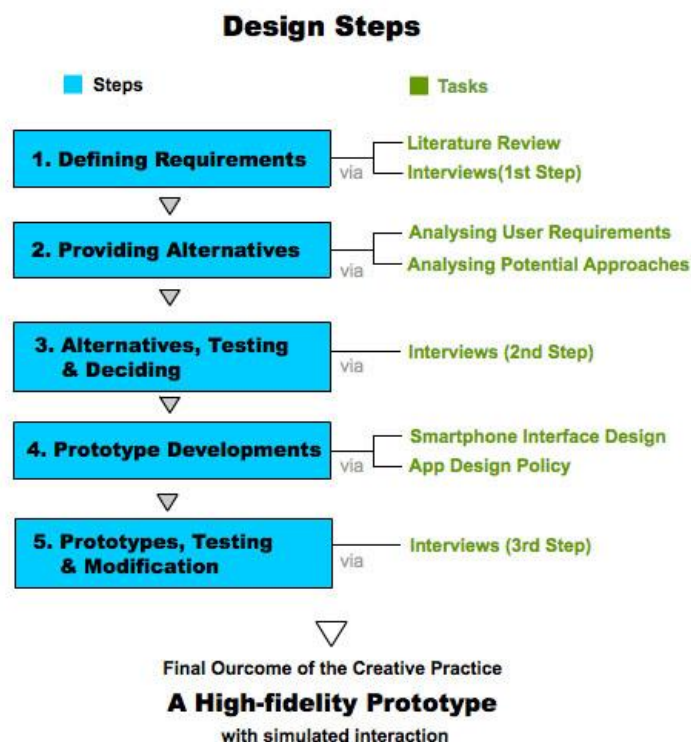 Design Steps
Steps
Tasks
1. Defining Requirements
via
Literature Review
Interviews(1st Step)
2. Providing Alternatives
via
Analysing User Requirements
Analysing Potential Approaches
3. Alternatives, Testing
& Deciding
via
Interviews (2nd Step)
4. Prototype Developments
via
Smartphone Interface Design
App Design Policy
5. Prototypes, Testing
& Modification
via
Interviews (3rd Step)
Final Ourcome of the Creative Practice
A High-fidelity Prototype
with simulated interaction